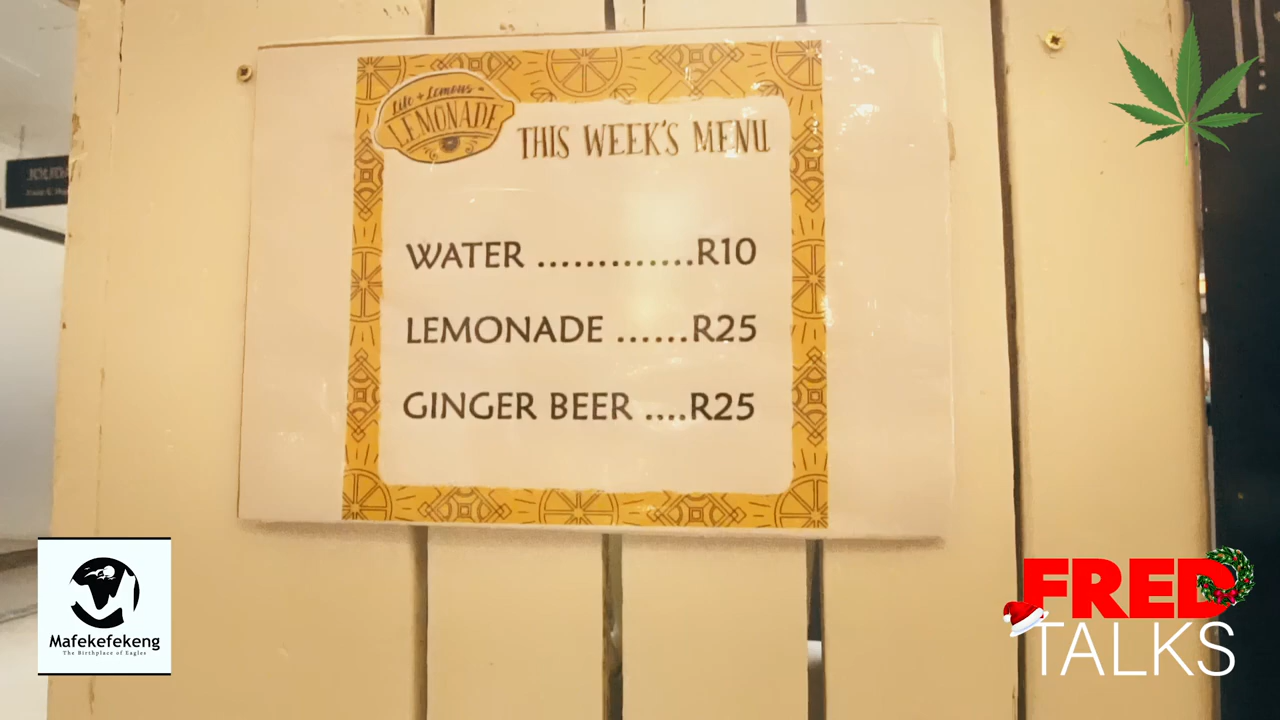 Life + Lemons =
LEMONADE
THIS WEEK'S MENU
WATER .............R10
LEMONADE ......R25
GINGER BEER ....R25
Mafekefekeng
The Birthplace of Eagles
FRED
TALKS